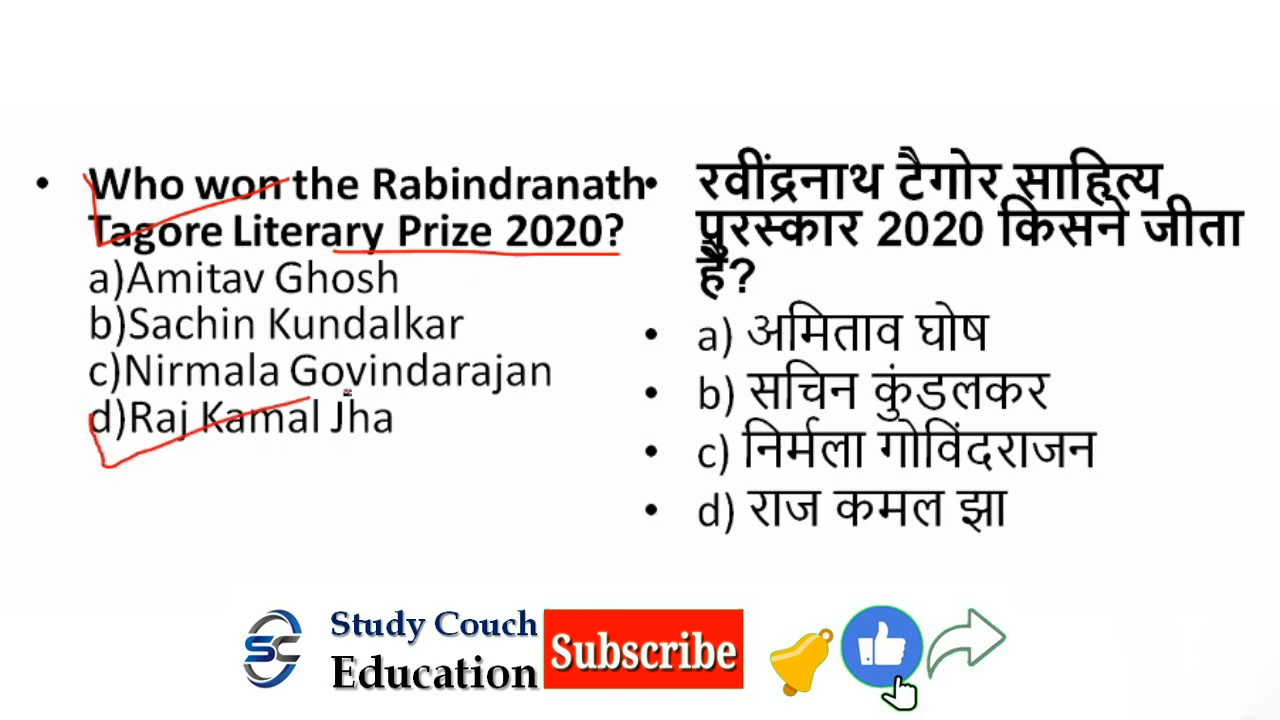 • Who won the Rabindranath
Tagore Literary Prize 2020?
a)Amitav Ghosh
b)Sachin Kundalkar
c)Nirmala Govindarajan
d)Raj Kamal Jha
• रवींद्रनाथ टैगोर साहित्य
पुरस्कार 2020 किसने जीता
है?
• a) अमिताव घोष
• b) सचिन कुंडलकर
• c) निर्मला गोविंदराजन
• d) राज कमल झा
SC
Study Couch
Education
Subscribe